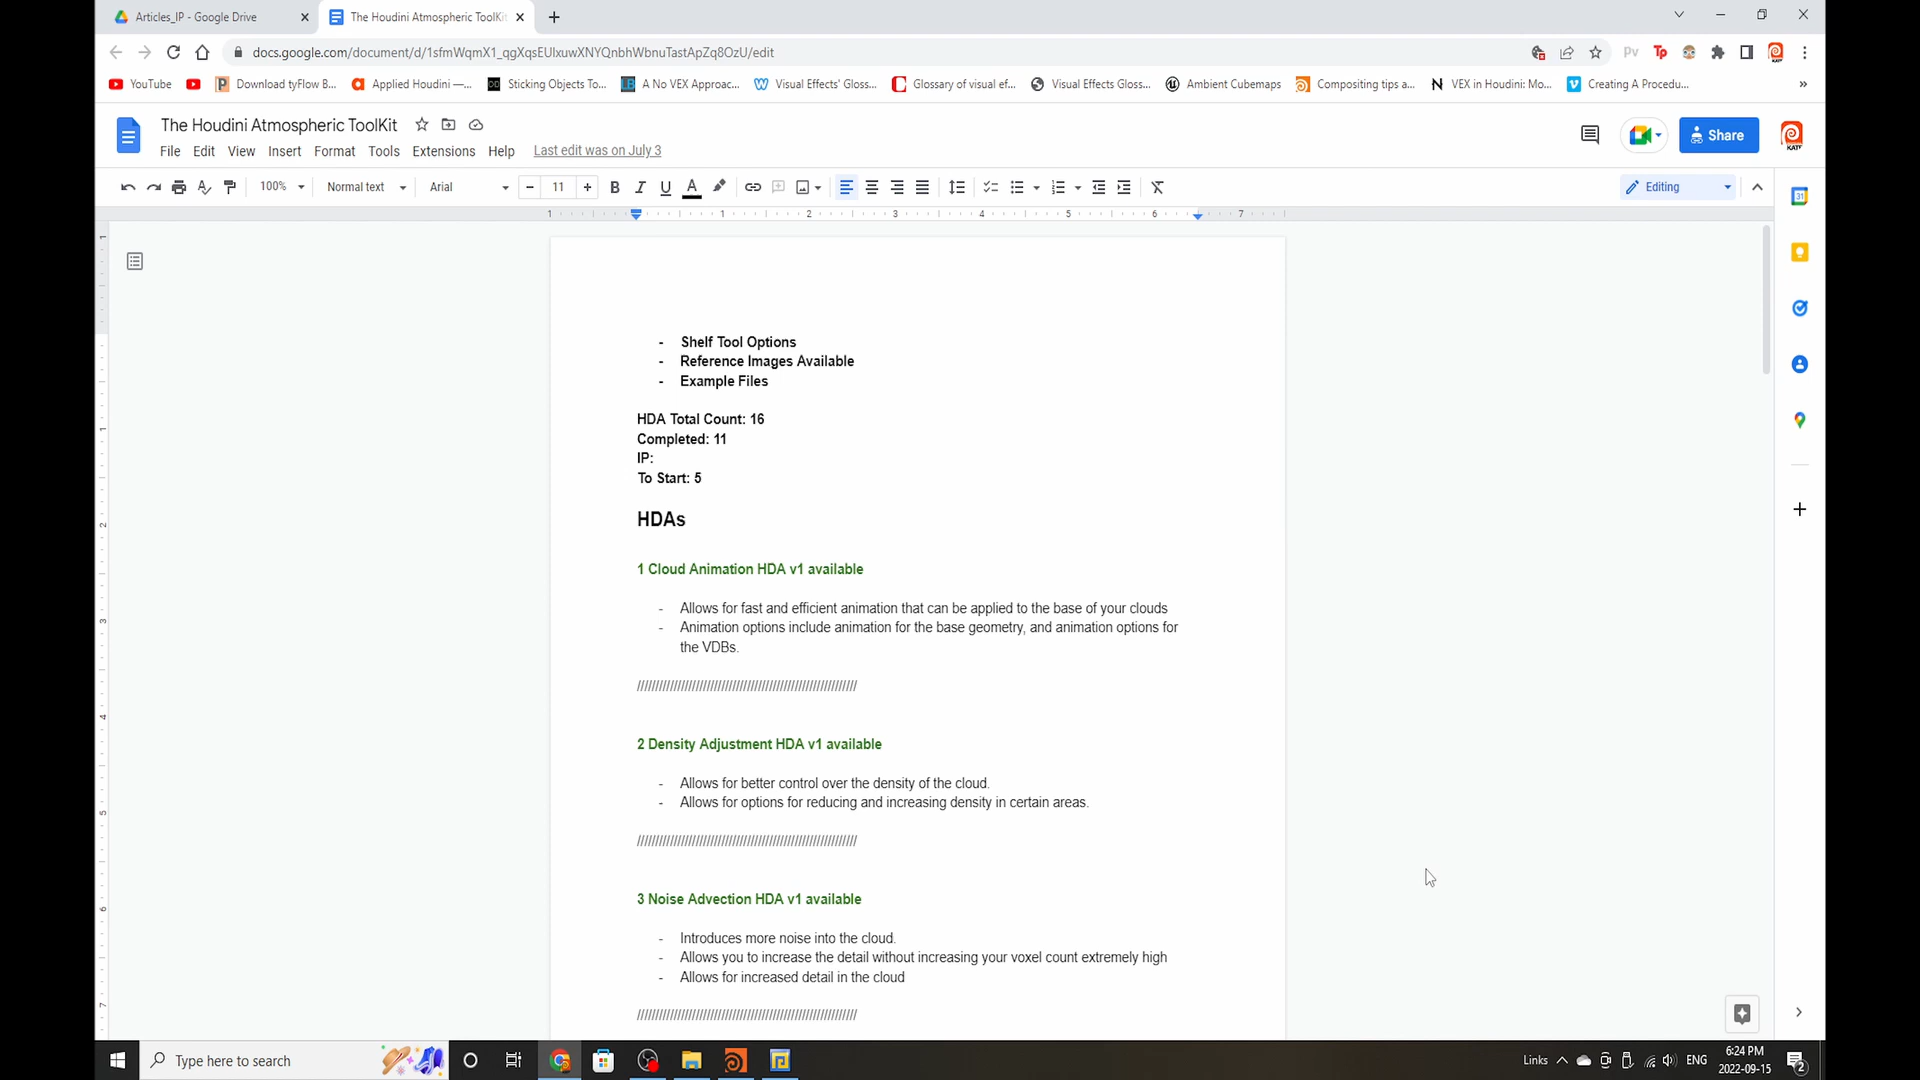 Articles_IP - Google Drive
The Houdini Atmospheric ToolKit
docs.google.com/document/d/1sfmWqmX1_qgXqsEUlxuwXNYQnbhWbnuTastApZq8OzU/edit
YouTube Download tyFlow B... Applied Houdini —... Sticking Objects To... A No VEX Approac... Visual Effects' Gloss... Glossary of visual ef... Visual Effects Gloss... Ambient Cubemaps Compositing tips a... VEX in Houdini: Mo... Creating A Procedu... »
The Houdini Atmospheric ToolKit
Share
File Edit View Insert Format Tools Extensions Help Last edit was on July 3
100% Normal text Arial - 11 + B I U A Editing
1 1 2 3 4 5 6 7
- Shelf Tool Options
- Reference Images Available
- Example Files
HDA Total Count: 16
Completed: 11
IP:
To Start: 5
HDAs
1 Cloud Animation HDA v1 available
- Allows for fast and efficient animation that can be applied to the base of your clouds
- Animation options include animation for the base geometry, and animation options for
the VDBs.
////////////////////////////////////////////////////////////
2 Density Adjustment HDA v1 available
- Allows for better control over the density of the cloud.
- Allows for options for reducing and increasing density in certain areas.
////////////////////////////////////////////////////////////
3 Noise Advection HDA v1 available
- Introduces more noise into the cloud.
- Allows you to increase the detail without increasing your voxel count extremely high
- Allows for increased detail in the cloud
////////////////////////////////////////////////////////////
Type here to search
Links ENG 6:24 PM
2022-09-15
2